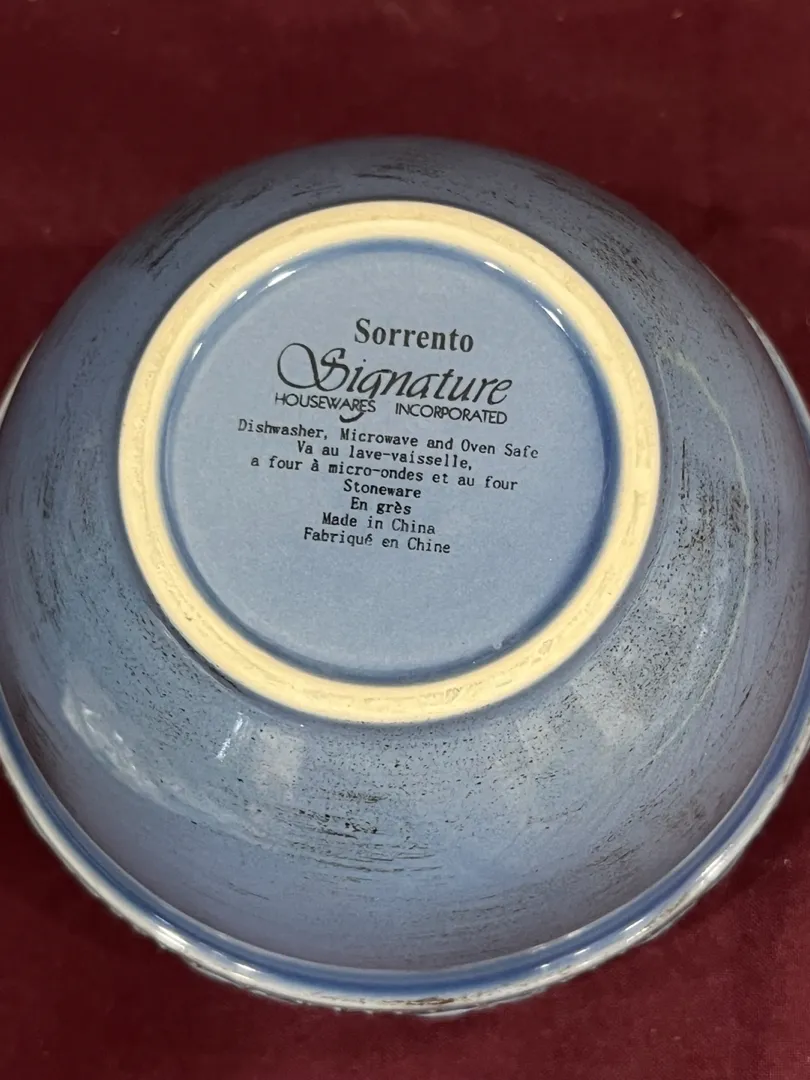 Sorrento
Signature
HOUSEWARES INCORPORATED
Dishwasher, Microwave and Oven Safe
Va au lave-vaisselle,
a four à micro-ondes et au four
Stoneware
En grès
Made in China
Fabriqué en Chine